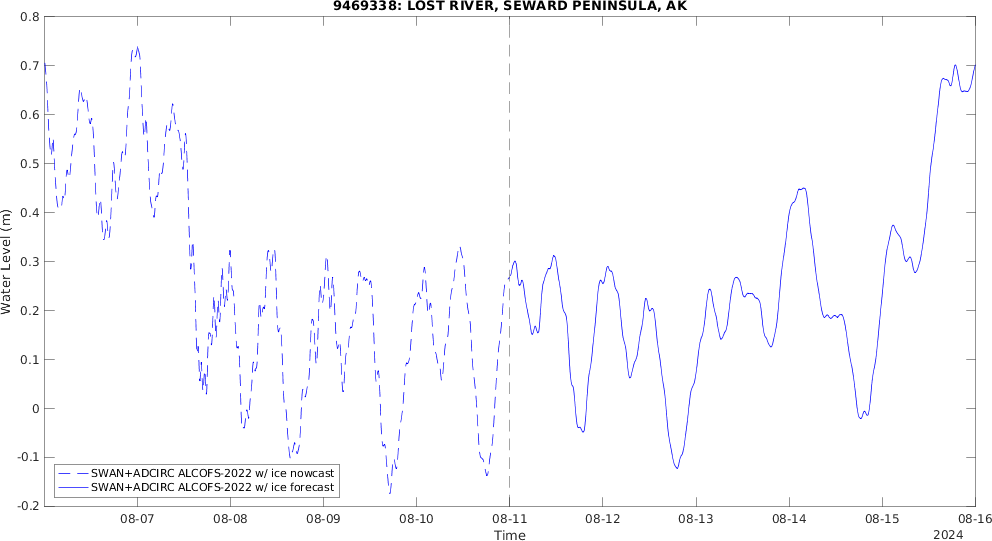 9469338: LOST RIVER, SEWARD PENINSULA, AK
0.8
0.7
0.6
0.5
0.4
0.3
0.2
0.1
0
-0.1
-0.2
Water Level (m)
SWAN+ADCIRC ALCOFS-2022 w/ ice nowcast
SWAN+ADCIRC ALCOFS-2022 w/ ice forecast
08-07 08-08 08-09 08-10 08-11 08-12 08-13 08-14 08-15 08-16
Time
2024